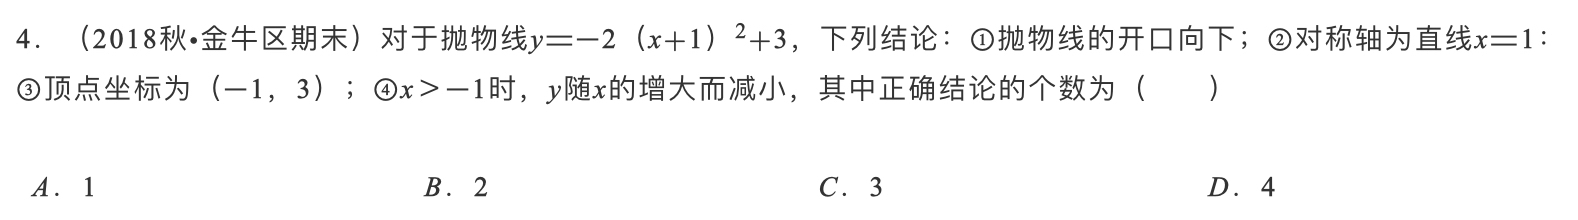 4. （2018秋•金牛区期末）对于抛物线y＝－2（x＋1）²＋3，下列结论：①抛物线的开口向下；②对称轴为直线x＝1：
③顶点坐标为（－1，3）；④x＞－1时，y随x的增大而减小，其中正确结论的个数为（　　）
A. 1　　B. 2　　C. 3　　D. 4